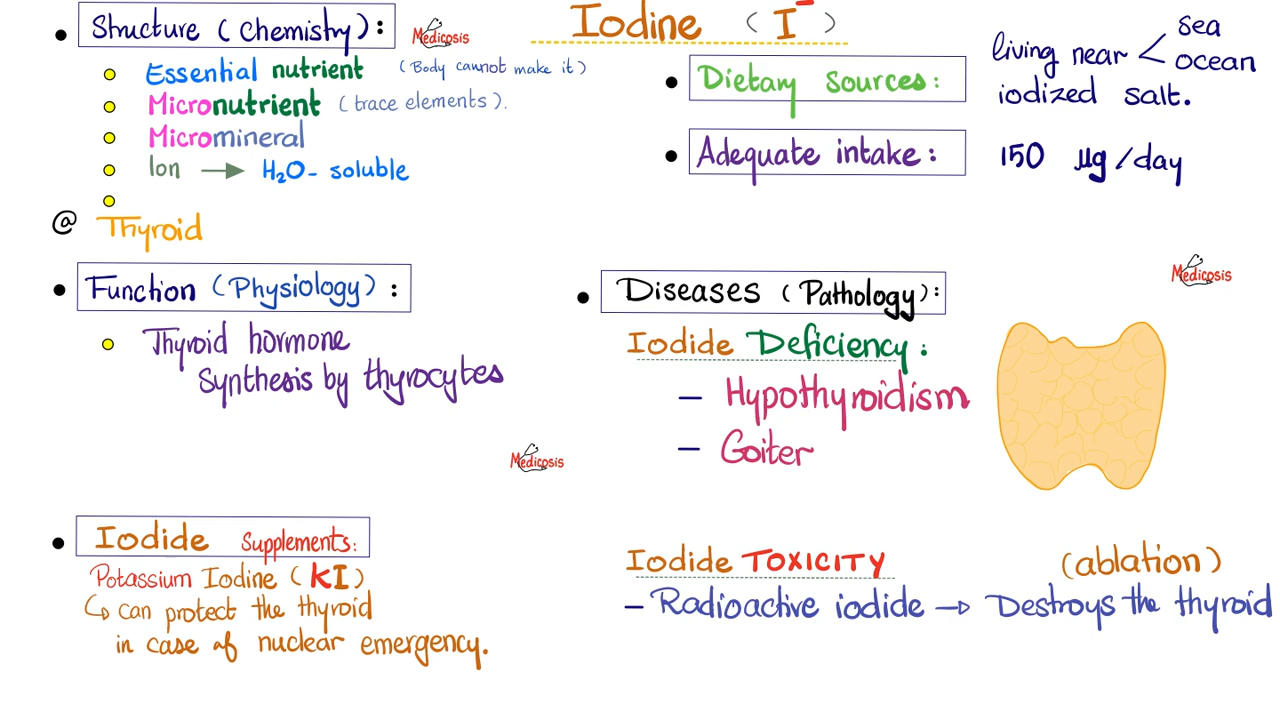 Iodine (I⁻)
• Structure (Chemistry):
Medicosis
Essential nutrient (Body cannot make it)
Micronutrient (trace elements).
Micromineral
Ion → H₂O- soluble
@ Thyroid
• Dietary sources:
living near < sea
ocean
iodized salt.
• Adequate intake: 150 µg/day
• Function (Physiology):
Thyroid hormone
synthesis by thyrocytes
Medicosis
• Diseases (Pathology):
Medicosis
Iodide Deficiency:
- Hypothyroidism
- Goiter
• Iodide Supplements:
Potassium Iodine (KI)
↳ can protect the thyroid
in case of nuclear emergency.
Iodide TOXICITY (ablation)
- Radioactive iodide → Destroys the thyroid